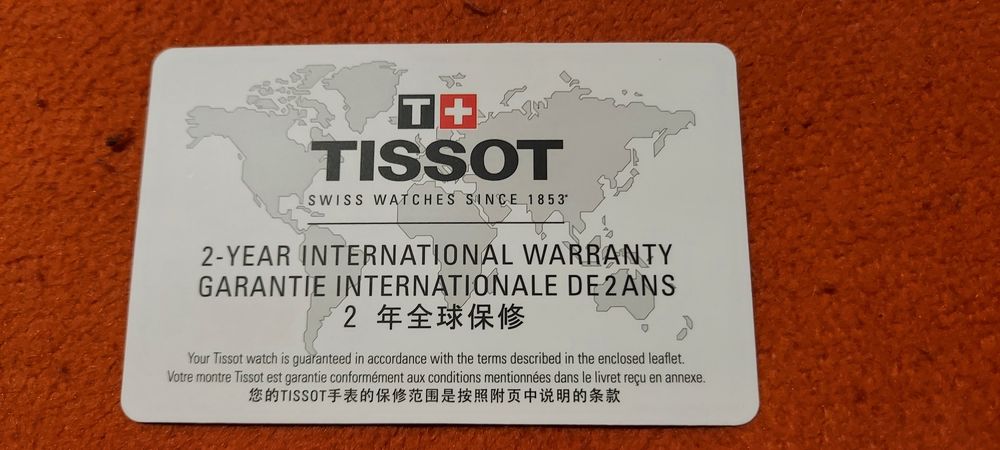 T+
TISSOT
SWISS WATCHES SINCE 1853
2-YEAR INTERNATIONAL WARRANTY
GARANTIE INTERNATIONALE DE 2 ANS
2 年全球保修
Your Tissot watch is guaranteed in accordance with the terms described in the enclosed leaflet.
Votre montre Tissot est garantie conformément aux conditions mentionnées dans le livret reçu en annexe.
您的TISSOT手表的保修范围是按照附页中说明的条款